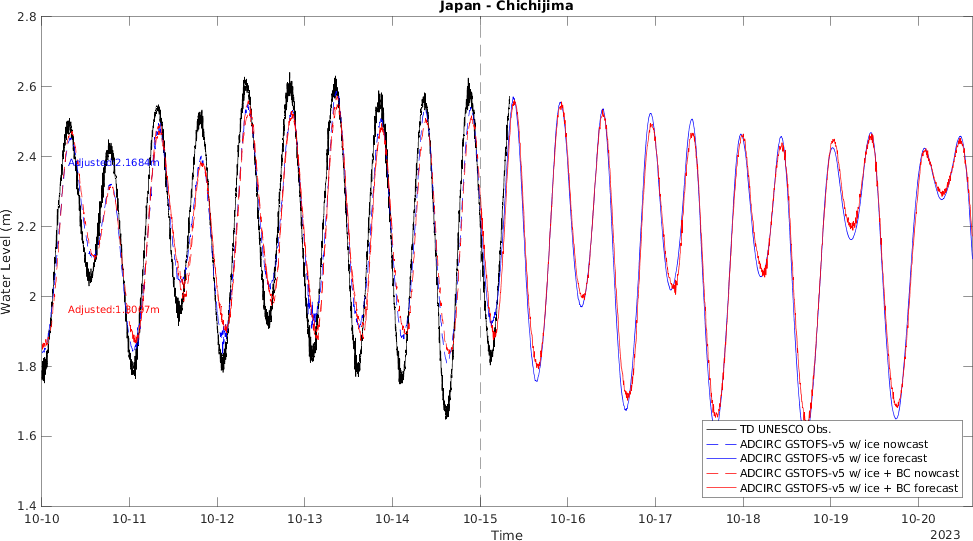 Japan - Chichijima
2.8
2.6
2.4
2.2
2
1.8
1.6
1.4
Water Level (m)
Adjusted:2.1684m
TD UNESCO Obs.
ADCIRC GSTOFS-v5 w/ ice nowcast
ADCIRC GSTOFS-v5 w/ ice forecast
ADCIRC GSTOFS-v5 w/ ice + BC nowcast
ADCIRC GSTOFS-v5 w/ ice + BC forecast
10-10 10-11 10-12 10-13 10-14 10-15 10-16 10-17 10-18 10-19 10-20
Time
2023